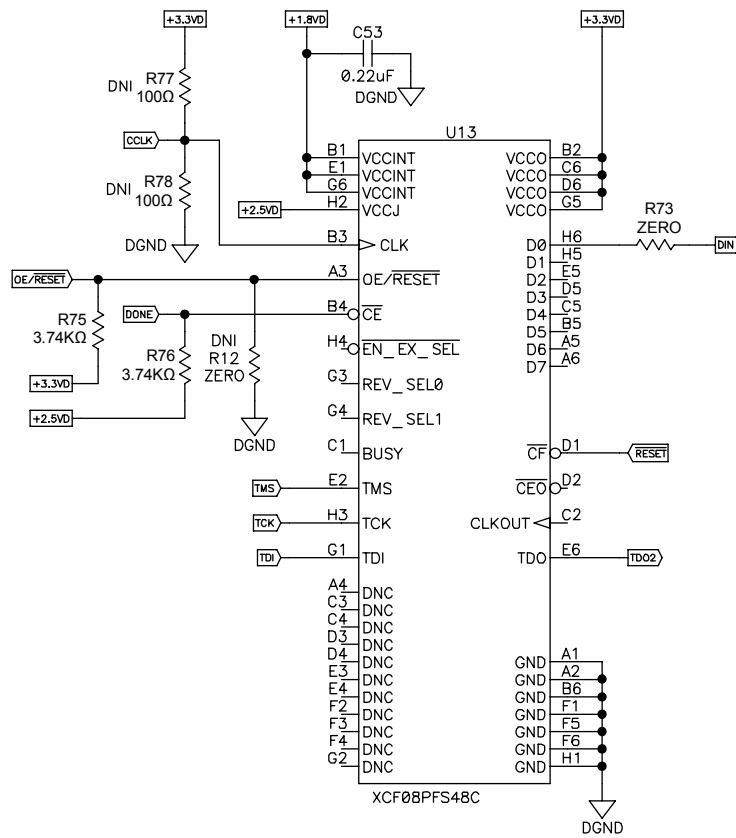 +3.3VD
+1.8VD
+3.3VD
C53
0.22uF
DGND
DNI
R77
100Ω
CCLK
DNI
R78
100Ω
DGND
U13
B1 VCCINT
E1 VCCINT
G6 VCCINT
+2.5VD H2 VCCJ
B3 CLK
OE/RESET A3 OE/RESET
DONE B4 CE
H4 EN_EX_SEL
G3 REV_SEL0
G4 REV_SEL1
C1 BUSY
TMS E2 TMS
TCK H3 TCK
TDI G1 TDI
R75
3.74KΩ
R76
3.74KΩ
DNI
R12
ZERO
+3.3VD
+2.5VD
DGND
A4 DNC
C3 DNC
C4 DNC
D3 DNC
D4 DNC
E3 DNC
E4 DNC
F2 DNC
F3 DNC
F4 DNC
G2 DNC
VCCO B2
VCCO C6
VCCO D6
VCCO G5
R73
ZERO
D0 H6 DIN
D1 H5
D2 E5
D3 D5
D4 C5
D5 B5
D6 A5
D7 A6
CF D1 RESET
CEO D2
CLKOUT C2
TDO E6 TDO2
GND A1
GND A2
GND B6
GND F1
GND F5
GND F6
GND H1
XCF08PFS48C
DGND